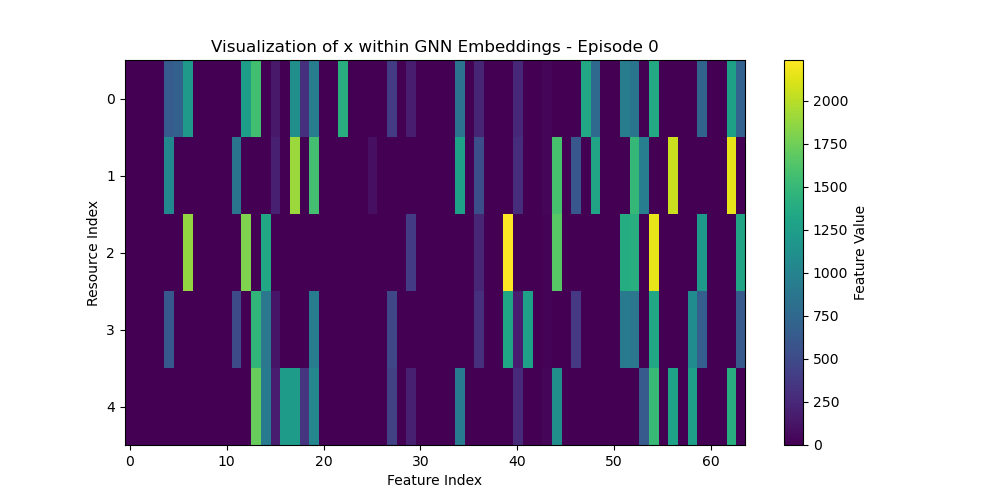 Visualization of x within GNN Embeddings - Episode 0
Resource Index
0
1
2
3
4
0 10 20 30 40 50 60
Feature Index
2000
1750
1500
1250
1000
750
500
250
0
Feature Value